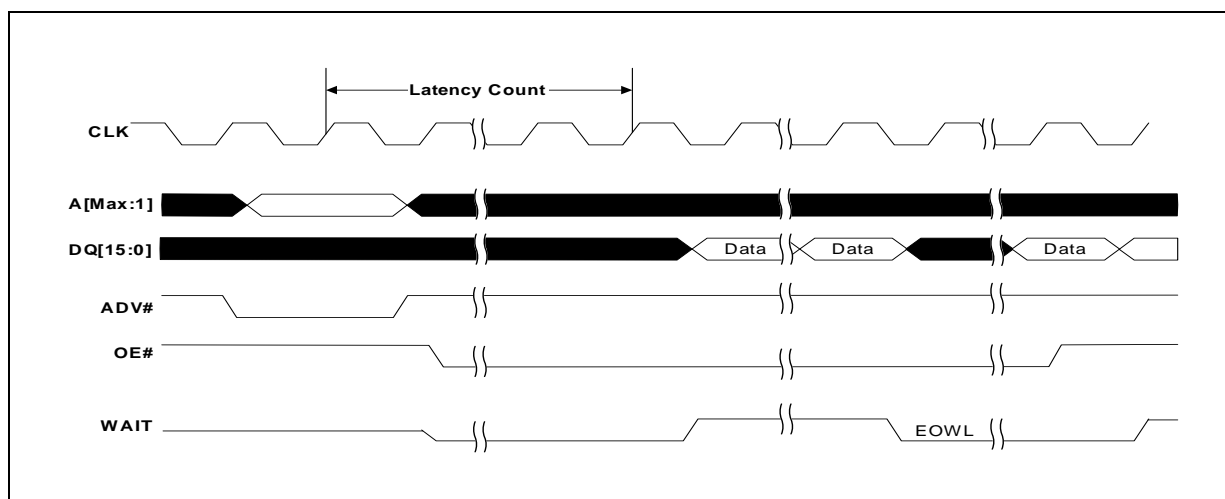 Latency Count
CLK
A[Max:1]
DQ[15:0] Data Data Data
ADV#
OE#
WAIT EOWL